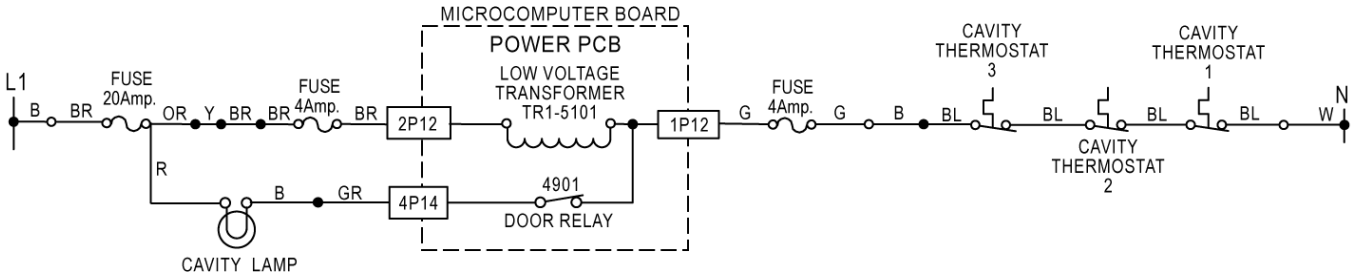 MICROCOMPUTER BOARD
POWER PCB
LOW VOLTAGE
TRANSFORMER
TR1-5101
L1
B
BR
FUSE
20Amp.
OR
Y
BR
BR
FUSE
4Amp.
BR
2P12
1P12
G
FUSE
4Amp.
G
B
BL
CAVITY
THERMOSTAT
3
BL
CAVITY
THERMOSTAT
2
BL
CAVITY
THERMOSTAT
1
BL
W
N
R
CAVITY LAMP
B
GR
4P14
4901
DOOR RELAY